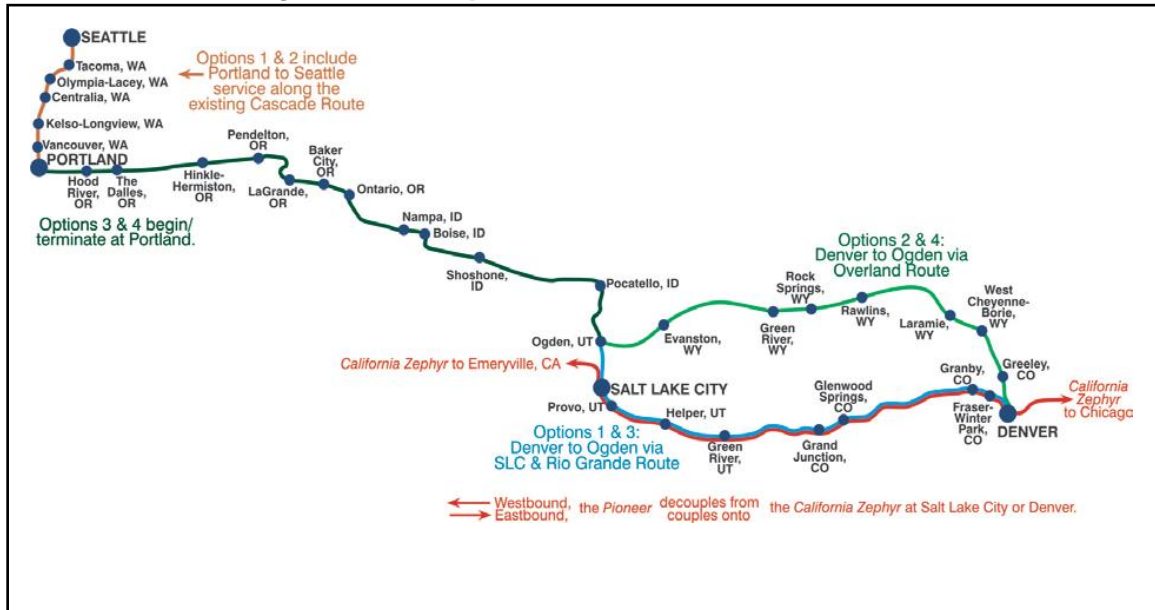 SEATTLE
Tacoma, WA
Olympia-Lacey, WA
Centralia, WA
Kelso-Longview, WA
Vancouver, WA
PORTLAND
Options 1 & 2 include
Portland to Seattle
service along the
existing Cascade Route
Hood
River,
OR
The
Dalles,
OR
Hinkle-
Hermiston,
OR
Pendelton,
OR
LaGrande,
OR
Baker
City,
OR
Ontario, OR
Options 3 & 4 begin/
terminate at Portland.
Nampa, ID
Boise, ID
Shoshone,
ID
Pocatello, ID
Ogden, UT
Options 2 & 4:
Denver to Ogden via
Overland Route
Evanston,
WY
Green
River,
WY
Rock
Springs,
WY
Rawlins,
WY
Laramie,
WY
West
Cheyenne-
Borie,
WY
Greeley,
CO
California Zephyr to Emeryville, CA
SALT LAKE CITY
Provo, UT
Helper, UT
Green
River,
UT
Grand
Junction,
CO
Glenwood
Springs,
CO
Granby,
CO
Fraser-
Winter
Park,
CO
DENVER
California
Zephyr
to Chicago
Options 1 & 3:
Denver to Ogden via
SLC & Rio Grande Route
Westbound, the Pioneer decouples from the California Zephyr at Salt Lake City or Denver.
Eastbound, couples onto